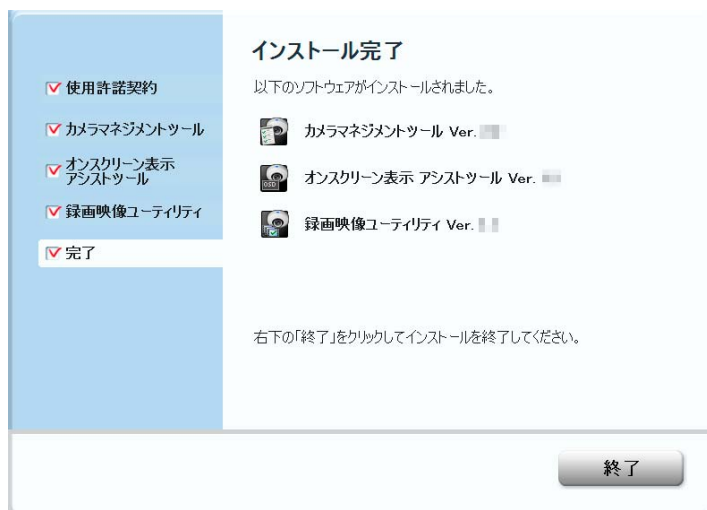 インストール完了
以下のソフトウェアがインストールされました。
使用許諾契約
カメラマネジメントツール
オンスクリーン表示
アシストツール
録画映像ユーティリティ
完了
カメラマネジメントツール Ver.
OSD
オンスクリーン表示 アシストツール Ver.
録画映像ユーティリティ Ver.
右下の「終了」をクリックしてインストールを終了してください。
終了